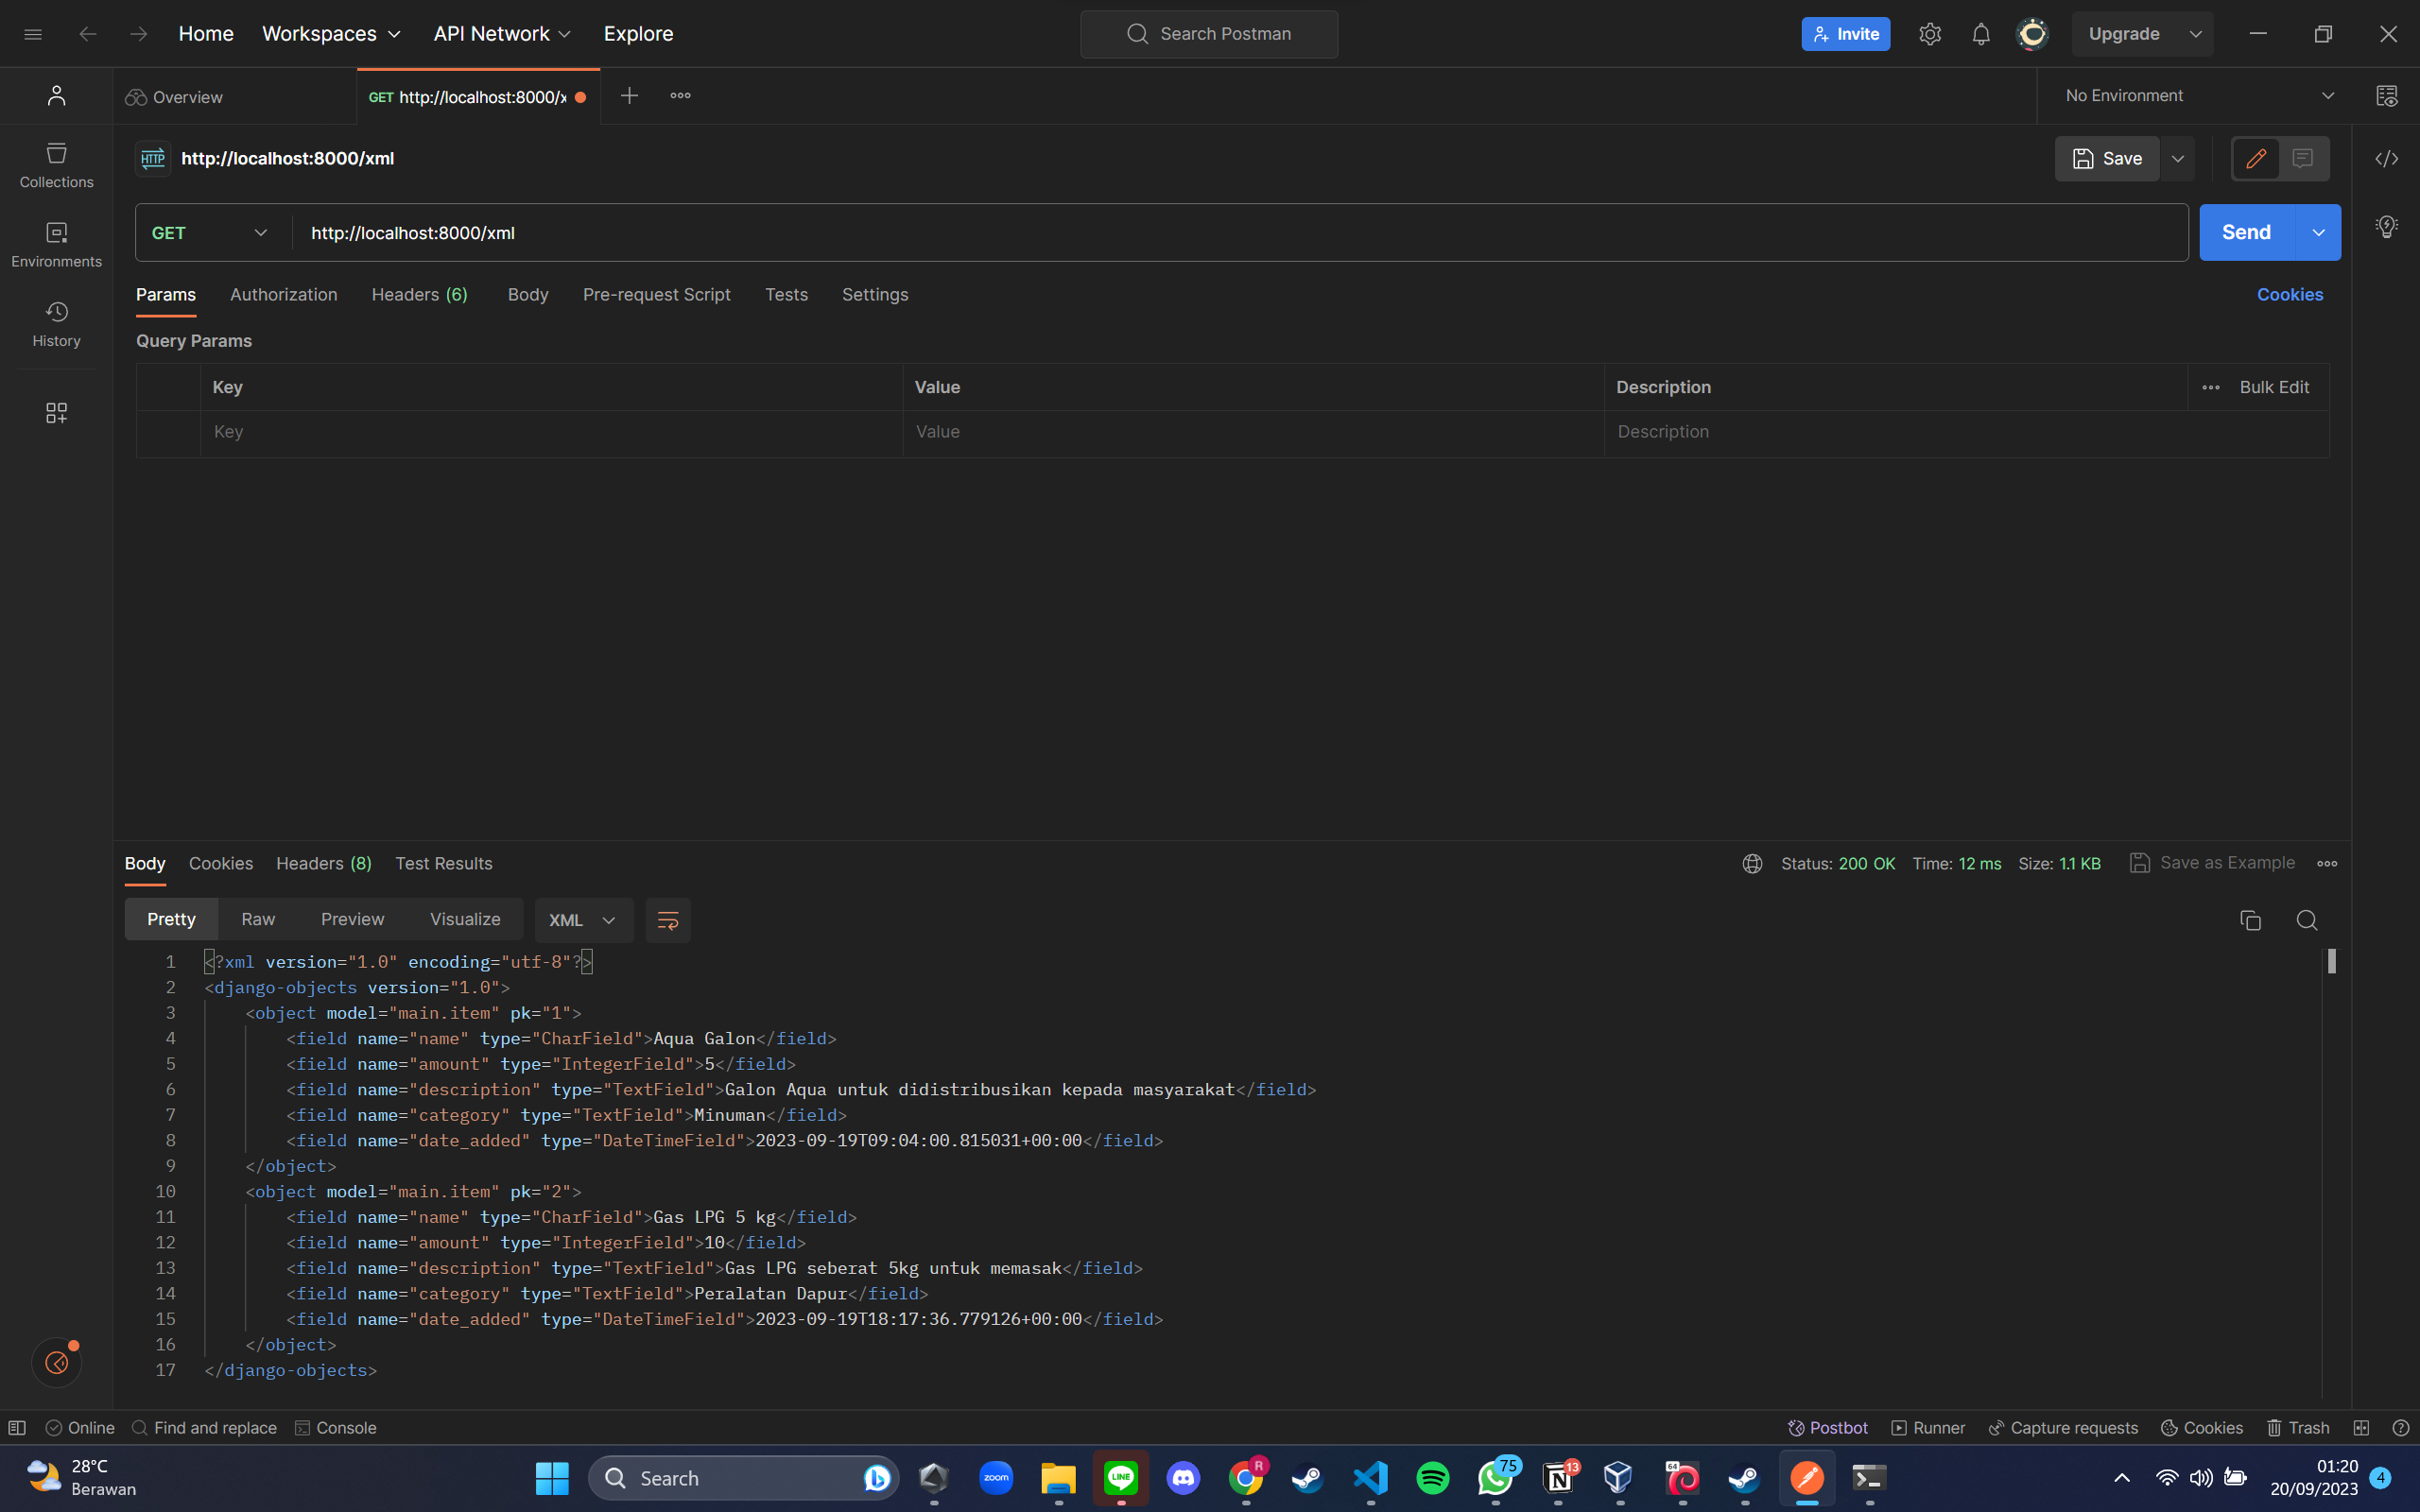 Home Workspaces API Network Explore Search Postman Invite Upgrade
Overview GET http://localhost:8000/x No Environment
HTTP http://localhost:8000/xml Save
Collections
GET http://localhost:8000/xml Send
Environments
Params Authorization Headers (6) Body Pre-request Script Tests Settings Cookies
History
Query Params
Key Value Description Bulk Edit
Key Value Description
Body Cookies Headers (8) Test Results Status: 200 OK Time: 12 ms Size: 1.1 KB Save as Example
Pretty Raw Preview Visualize XML
1 <?xml version="1.0" encoding="utf-8"?>
2 <django-objects version="1.0">
3 <object model="main.item" pk="1">
4 <field name="name" type="CharField">Aqua Galon</field>
5 <field name="amount" type="IntegerField">5</field>
6 <field name="description" type="TextField">Galon Aqua untuk didistribusikan kepada masyarakat</field>
7 <field name="category" type="TextField">Minuman</field>
8 <field name="date_added" type="DateTimeField">2023-09-19T09:04:00.815031+00:00</field>
9 </object>
10 <object model="main.item" pk="2">
11 <field name="name" type="CharField">Gas LPG 5 kg</field>
12 <field name="amount" type="IntegerField">10</field>
13 <field name="description" type="TextField">Gas LPG seberat 5kg untuk memasak</field>
14 <field name="category" type="TextField">Peralatan Dapur</field>
15 <field name="date_added" type="DateTimeField">2023-09-19T18:17:36.779126+00:00</field>
16 </object>
17 </django-objects>
Online Find and replace Console Postbot Runner Capture requests Cookies Trash
28°C
Berawan
Search
zoom
LINE
R
75
13
64
01:20
20/09/2023
4